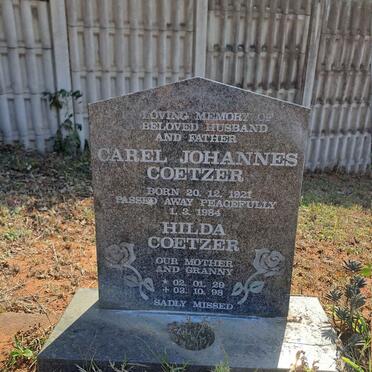 LOVING MEMORY OF
BELOVED HUSBAND
AND FATHER
CAREL JOHANNES
COETZER
BORN 20. 12. 1921
PASSED AWAY PEACEFULLY
1. 3. 1984
HILDA
COETZER
OUR MOTHER
AND GRANNY
* 02. 01. 29
+ 03. 10. 98
SADLY MISSED